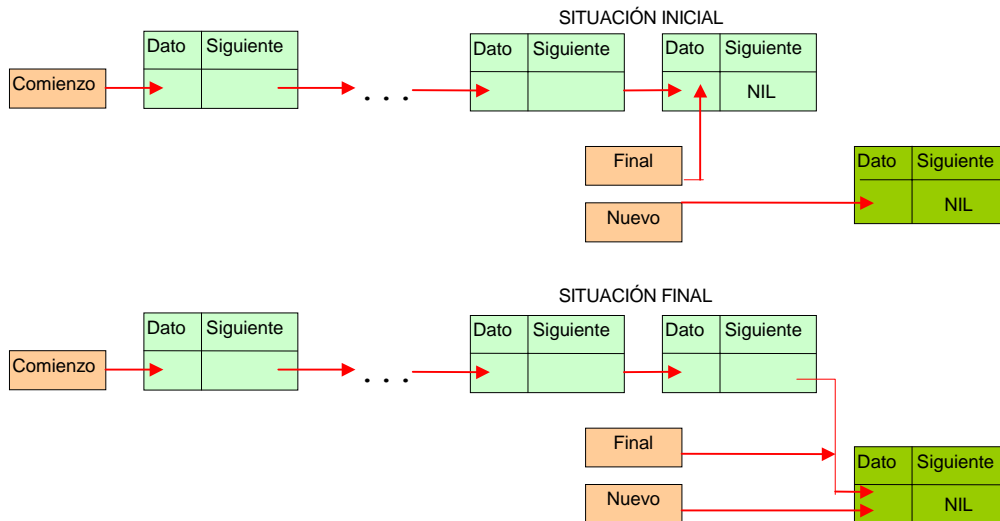 SITUACIÓN INICIAL
Dato Siguiente
Dato Siguiente
Dato Siguiente
Comienzo
. . .
NIL
Final
Dato Siguiente
Nuevo
NIL
SITUACIÓN FINAL
Dato Siguiente
Dato Siguiente
Dato Siguiente
Comienzo
. . .
Final
Dato Siguiente
Nuevo
NIL